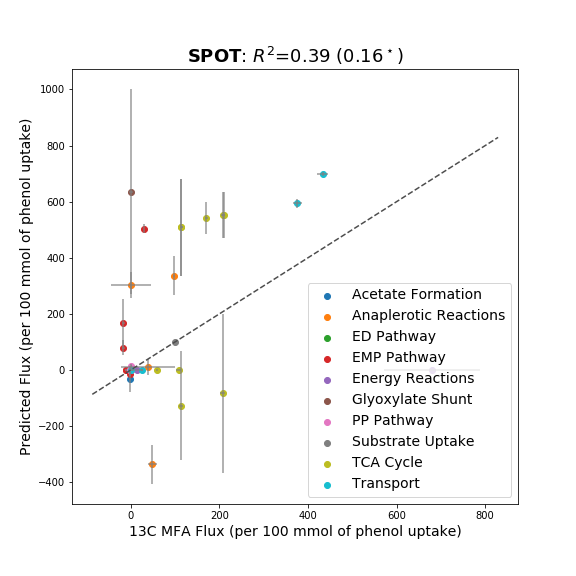 SPOT: R²=0.39 (0.16*)
Predicted Flux (per 100 mmol of phenol uptake)
1000
800
600
400
200
0
−200
−400
Acetate Formation
Anaplerotic Reactions
ED Pathway
EMP Pathway
Energy Reactions
Glyoxylate Shunt
PP Pathway
Substrate Uptake
TCA Cycle
Transport
0 200 400 600 800
13C MFA Flux (per 100 mmol of phenol uptake)